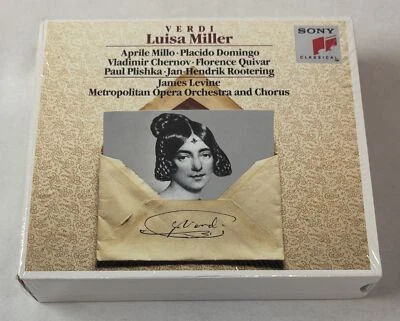 VERDI
Luisa Miller
Aprile Millo · Placido Domingo
Vladimir Chernov · Florence Quivar
Paul Plishka · Jan-Hendrik Rootering
James Levine
Metropolitan Opera Orchestra and Chorus
SONY
CLASSICAL
GVerdi